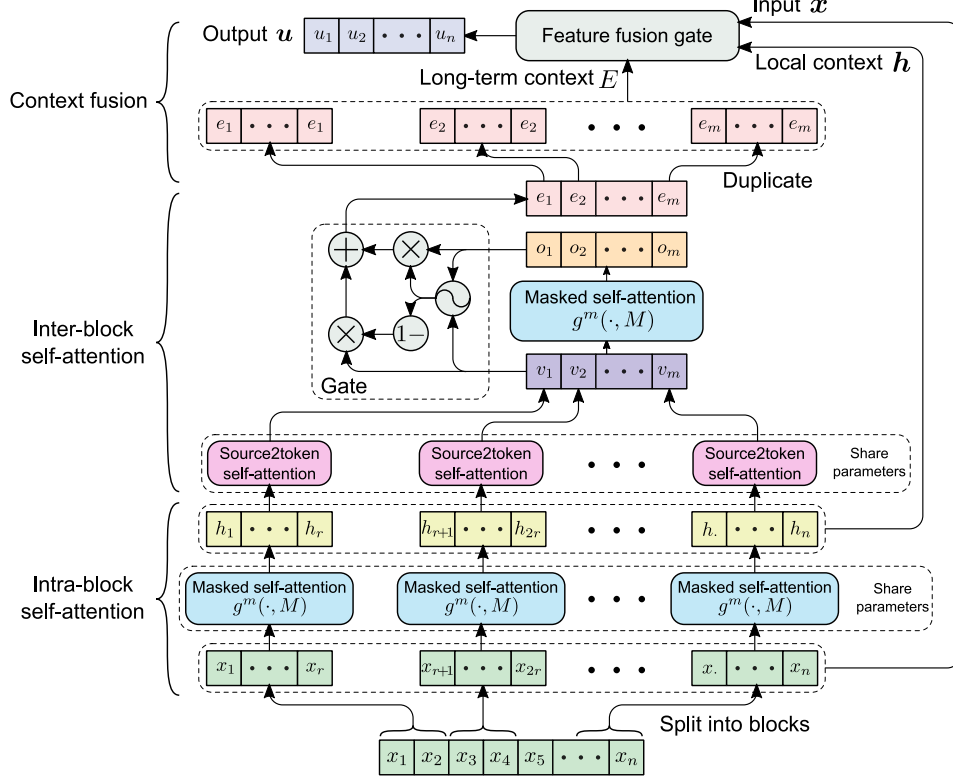 Input x
Output u
u1 u2 • • • un
Feature fusion gate
Local context h
Long-term context E
Context fusion
e1 • • • e1
e2 • • • e2
• • •
em • • • em
Duplicate
e1 e2 • • • em
+
×
o1 o2 • • • om
Masked self-attention
g^m(·, M)
Inter-block
self-attention
×
1−
Gate
v1 v2 • • • vm
Source2token
self-attention
Source2token
self-attention
• • •
Source2token
self-attention
Share
parameters
h1 • • • hr
hr+1 • • • h2r
• • •
h. • • • hn
Intra-block
self-attention
Masked self-attention
g^m(·, M)
Masked self-attention
g^m(·, M)
• • •
Masked self-attention
g^m(·, M)
Share
parameters
x1 • • • xr
xr+1 • • • x2r
• • •
x. • • • xn
Split into blocks
x1 x2 x3 x4 x5 • • • xn